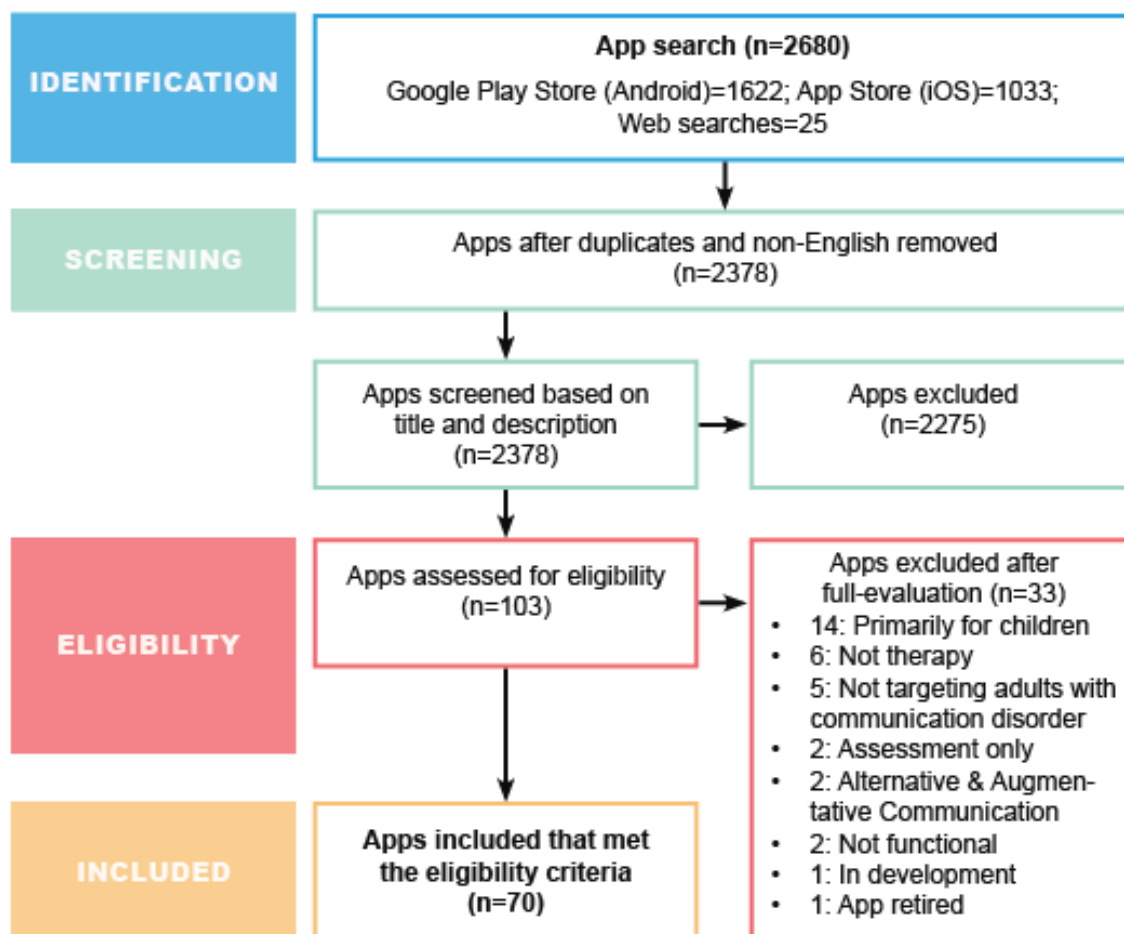 IDENTIFICATION
App search (n=2680)
Google Play Store (Android)=1622; App Store (iOS)=1033;
Web searches=25
SCREENING
Apps after duplicates and non-English removed
(n=2378)
Apps screened based on
title and description
(n=2378)
Apps excluded
(n=2275)
ELIGIBILITY
Apps assessed for eligibility
(n=103)
Apps excluded after
full-evaluation (n=33)
• 14: Primarily for children
• 6: Not therapy
• 5: Not targeting adults with
communication disorder
• 2: Assessment only
• 2: Alternative & Augmen-
tative Communication
• 2: Not functional
• 1: In development
• 1: App retired
INCLUDED
Apps included that met
the eligibility criteria
(n=70)